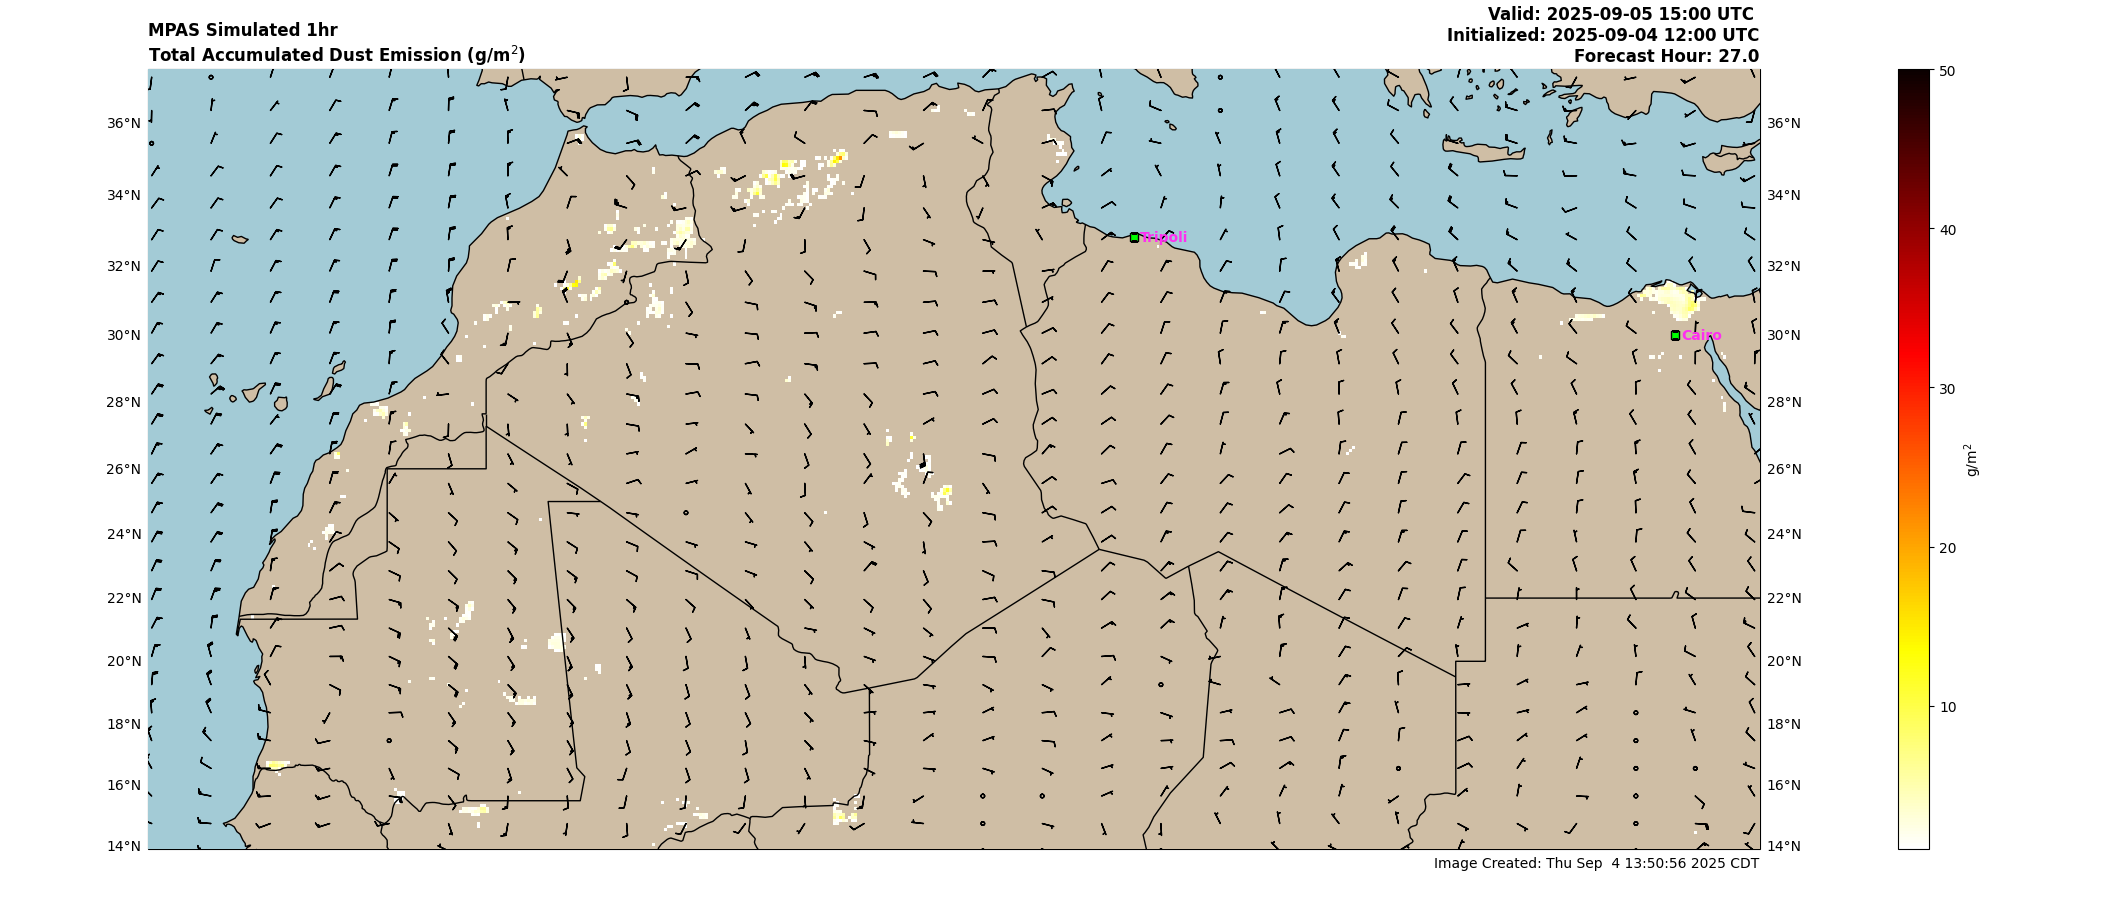 MPAS Simulated 1hr
Total Accumulated Dust Emission (g/m²)
Valid: 2025-09-05 15:00 UTC
Initialized: 2025-09-04 12:00 UTC
Forecast Hour: 27.0
36°N
34°N
32°N
30°N
28°N
26°N
24°N
22°N
20°N
18°N
16°N
14°N
Tripoli
Cairo
36°N
34°N
32°N
30°N
28°N
26°N
24°N
22°N
20°N
18°N
16°N
14°N
50
40
30
20
10
g/m²
Image Created: Thu Sep  4 13:50:56 2025 CDT